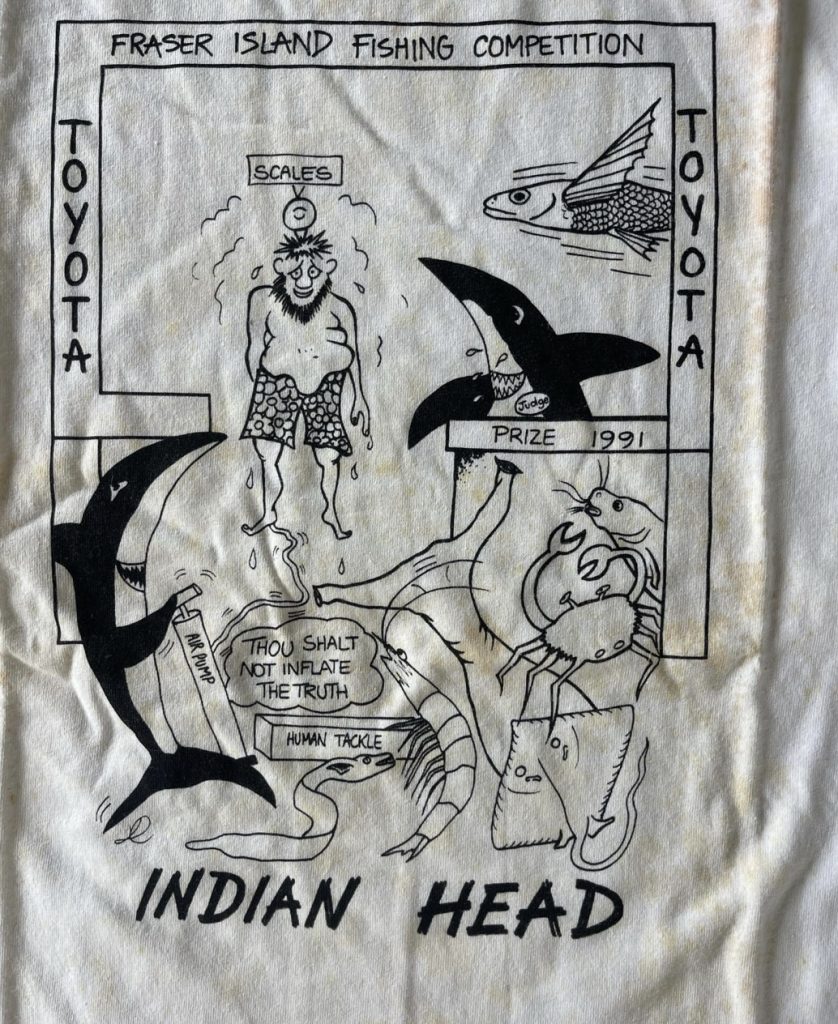 FRASER ISLAND FISHING COMPETITION
TOYOTA
TOYOTA
SCALES
Judge
PRIZE 1991
AIR PUMP
THOU SHALT
NOT INFLATE
THE TRUTH
HUMAN TACKLE
INDIAN HEAD